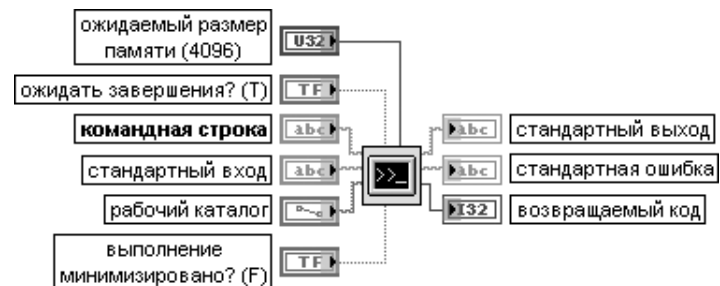 ожидаемый размер
памяти (4096)
U32
ожидать завершения? (T)
TF
командная строка
abc
abc
стандартный выход
>>_
стандартный вход
abc
abc
стандартная ошибка
рабочий каталог
I32
возвращаемый код
выполнение
минимизировано? (F)
TF